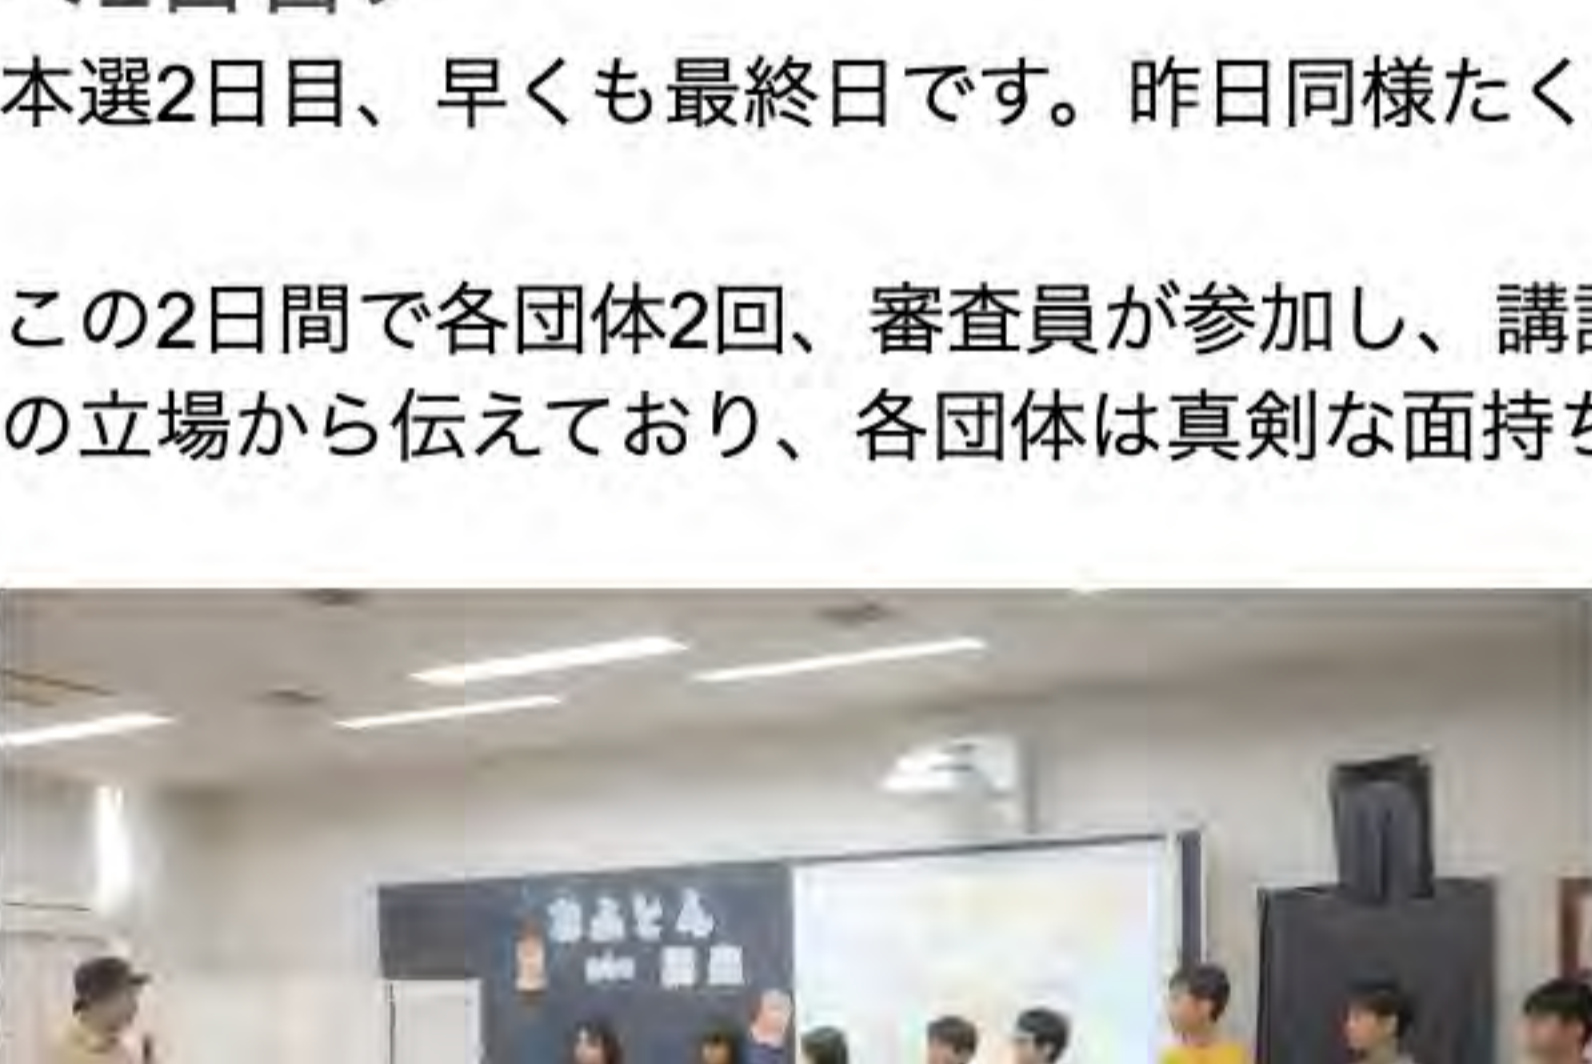 本選2日目、早くも最終日です。昨日同様たく
この2日間で各団体2回、審査員が参加し、講
の立場から伝えており、各団体は真剣な面持ち